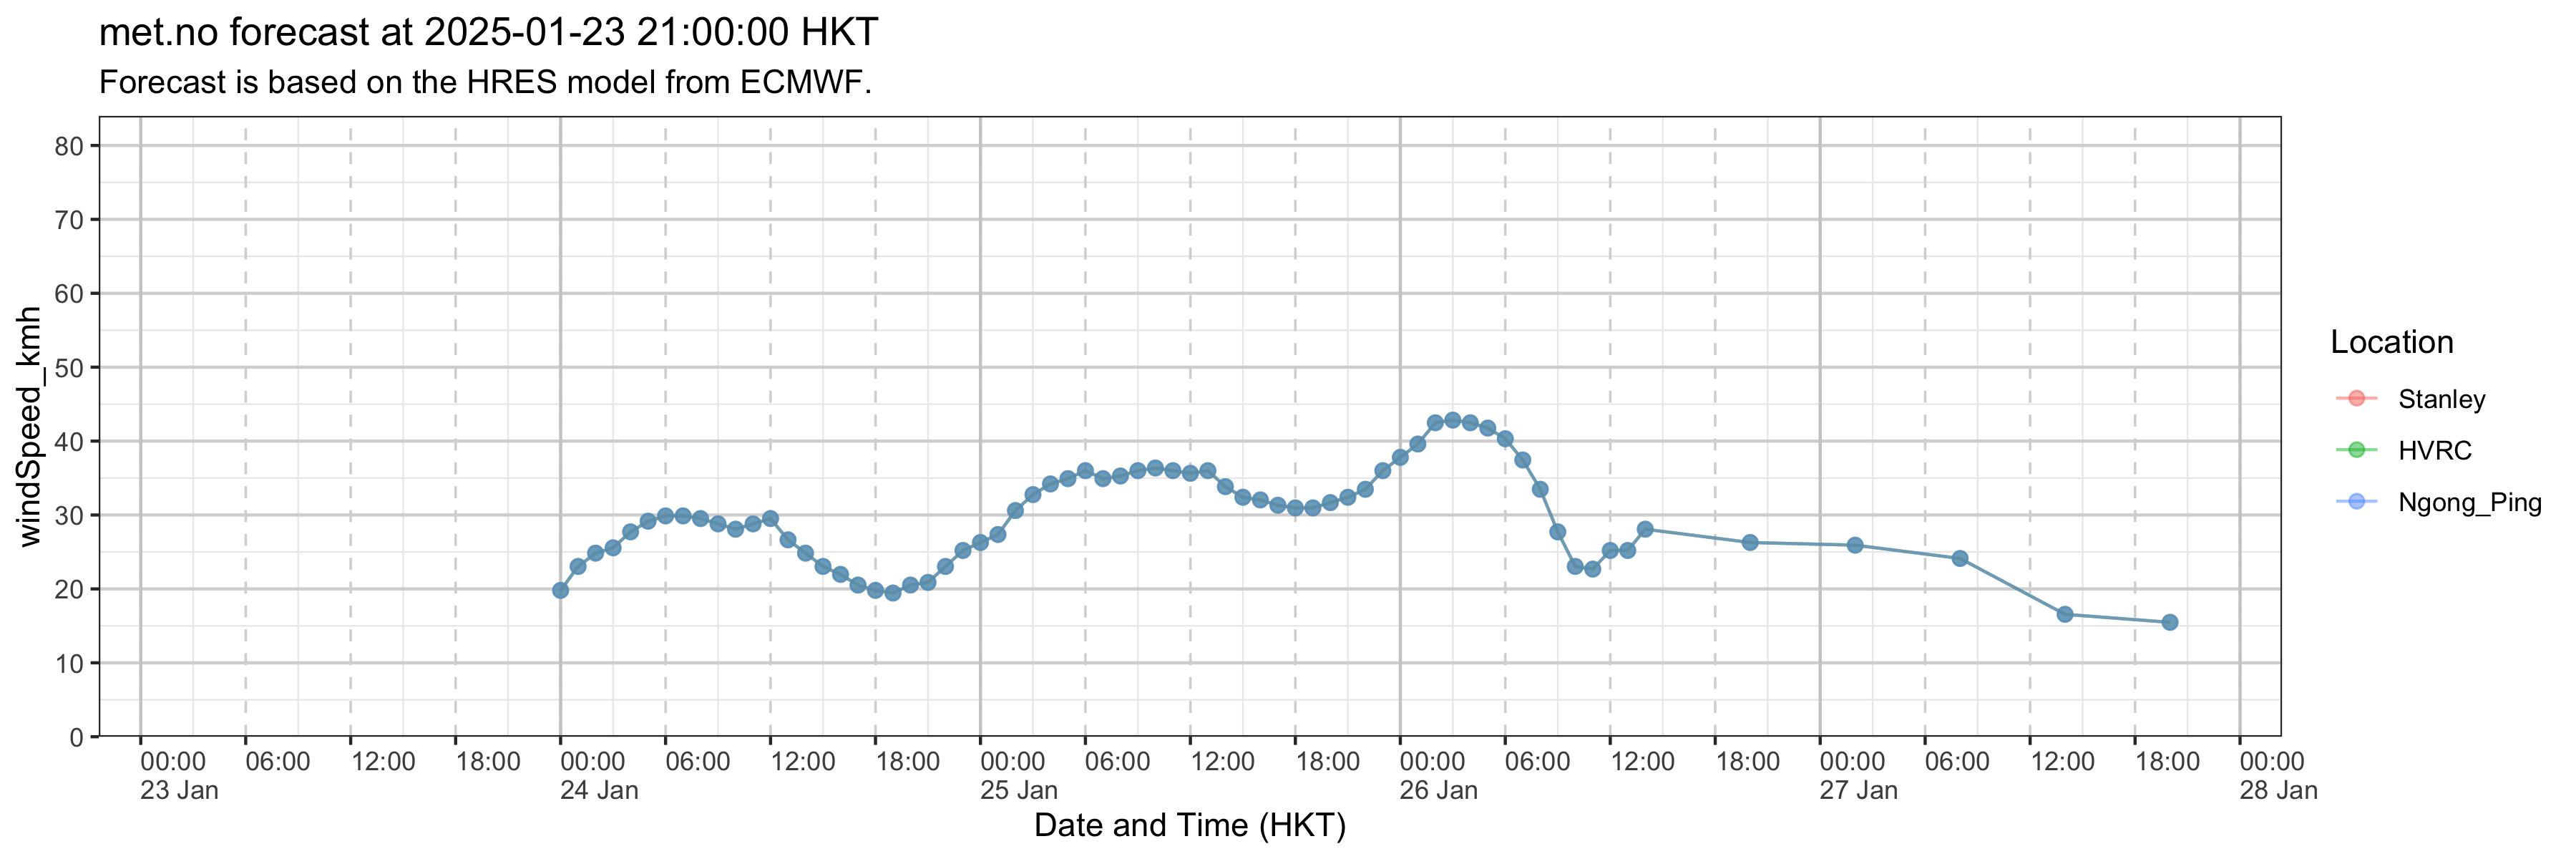 met.no forecast at 2025-01-23 21:00:00 HKT
Forecast is based on the HRES model from ECMWF.
windSpeed_kmh
80
70
60
50
40
30
20
10
0
00:00 06:00 12:00 18:00 00:00 06:00 12:00 18:00 00:00 06:00 12:00 18:00 00:00 06:00 12:00 18:00 00:00 06:00 12:00 18:00 00:00
23 Jan 24 Jan 25 Jan 26 Jan 27 Jan 28 Jan
Date and Time (HKT)
Location
Stanley
HVRC
Ngong_Ping